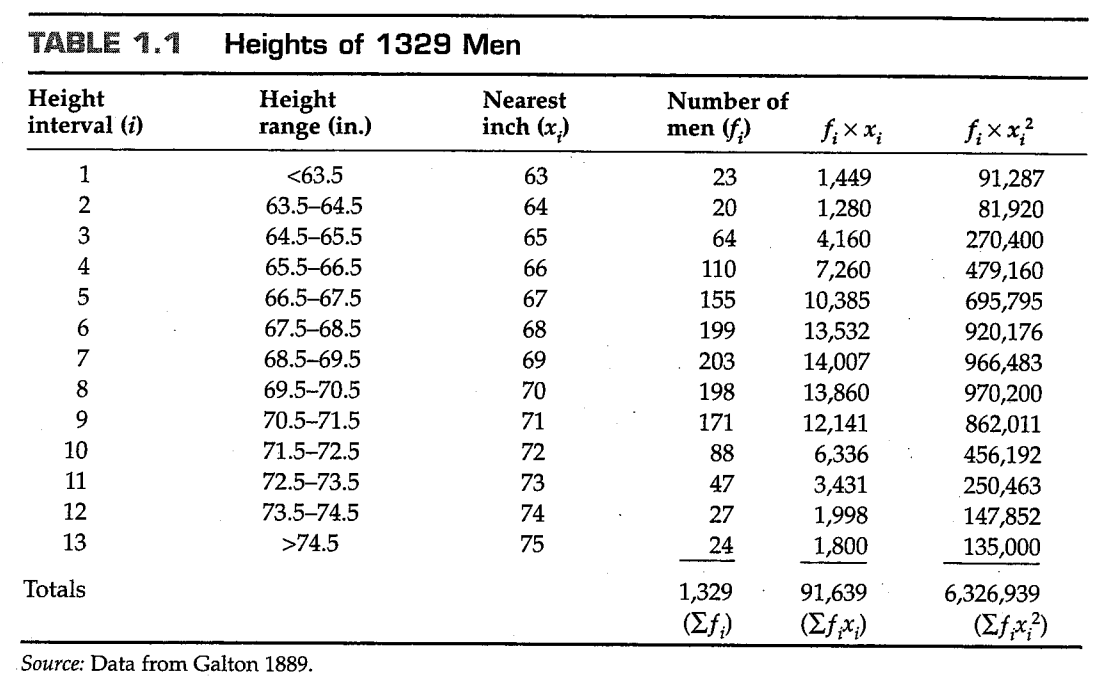 TABLE 1.1 Heights of 1329 Men
Height Height Nearest Number of
interval (i) range (in.) inch (xᵢ) men (fᵢ) fᵢ × xᵢ fᵢ × xᵢ²
1 <63.5 63 23 1,449 91,287
2 63.5–64.5 64 20 1,280 81,920
3 64.5–65.5 65 64 4,160 270,400
4 65.5–66.5 66 110 7,260 479,160
5 66.5–67.5 67 155 10,385 695,795
6 67.5–68.5 68 199 13,532 920,176
7 68.5–69.5 69 203 14,007 966,483
8 69.5–70.5 70 198 13,860 970,200
9 70.5–71.5 71 171 12,141 862,011
10 71.5–72.5 72 88 6,336 456,192
11 72.5–73.5 73 47 3,431 250,463
12 73.5–74.5 74 27 1,998 147,852
13 >74.5 75 24 1,800 135,000
Totals 1,329 91,639 6,326,939
(Σfᵢ) (Σfᵢxᵢ) (Σfᵢxᵢ²)
Source: Data from Galton 1889.